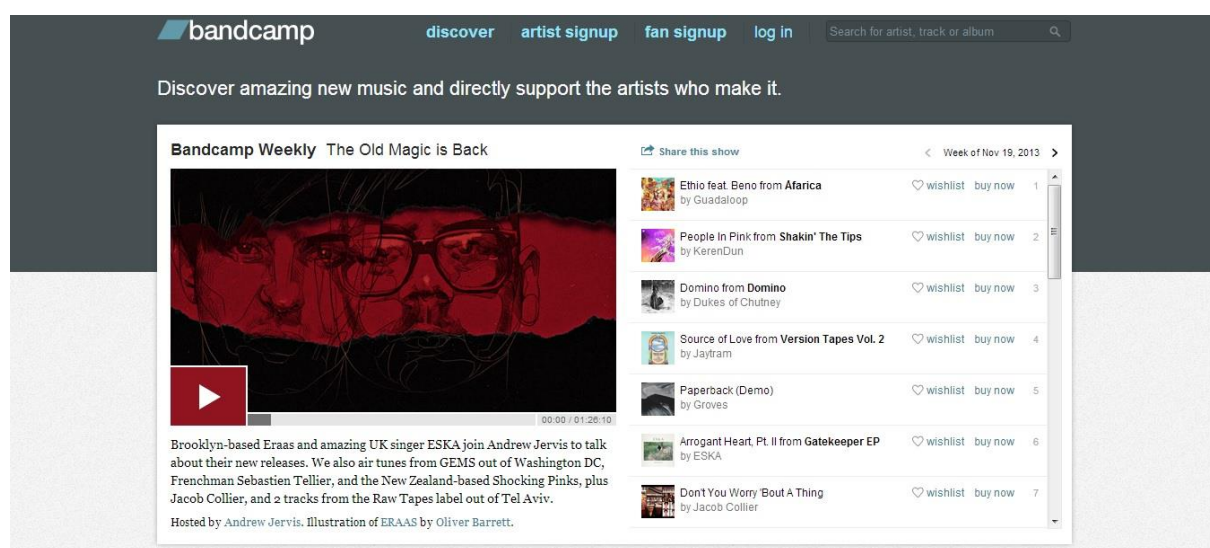 bandcamp discover artist signup fan signup log in Search for artist, track or album
Discover amazing new music and directly support the artists who make it.
Bandcamp Weekly The Old Magic is Back
00:00 / 01:26:10
Brooklyn-based Eraas and amazing UK singer ESKA join Andrew Jervis to talk
about their new releases. We also air tunes from GEMS out of Washington DC,
Frenchman Sebastien Tellier, and the New Zealand-based Shocking Pinks, plus
Jacob Collier, and 2 tracks from the Raw Tapes label out of Tel Aviv.
Hosted by Andrew Jervis. Illustration of ERAAS by Oliver Barrett.
Share this show < Week of Nov 19, 2013 >
Ethio feat. Beno from Áfarica wishlist buy now 1
by Guadaloop
People In Pink from Shakin' The Tips wishlist buy now 2
by KerenDun
Domino from Domino wishlist buy now 3
by Dukes of Chutney
Source of Love from Version Tapes Vol. 2 wishlist buy now 4
by Jaytram
Paperback (Demo) wishlist buy now 5
by Groves
Arrogant Heart, Pt. II from Gatekeeper EP wishlist buy now 6
by ESKA
Don't You Worry 'Bout A Thing wishlist buy now 7
by Jacob Collier